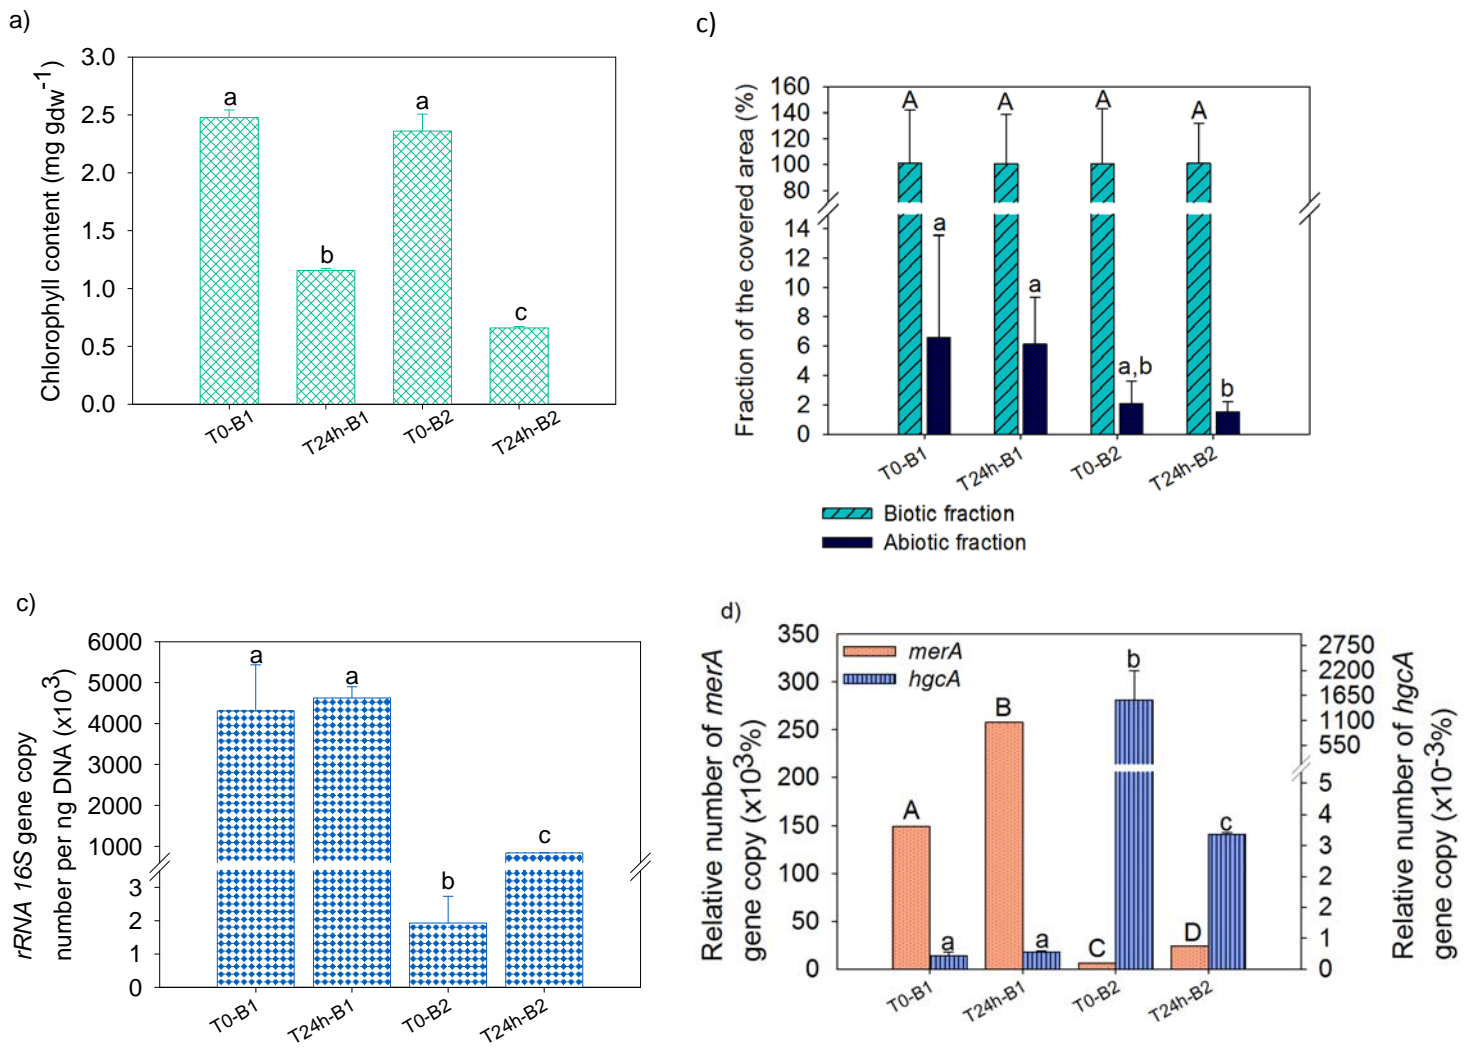 a)
Chlorophyll content (mg gdw-1)
3.0
2.5
2.0
1.5
1.0
0.5
0.0
a
b
a
c
T0-B1
T24h-B1
T0-B2
T24h-B2
c)
Fraction of the covered area (%)
160
140
120
100
80
14
12
10
8
6
4
2
0
A
A
A
A
a
a
a,b
b
T0-B1
T24h-B1
T0-B2
T24h-B2
Biotic fraction
Abiotic fraction
c)
rRNA 16S gene copy
number per ng DNA (x103)
6000
5000
4000
3000
2000
1000
3
2
1
0
a
a
b
c
T0-B1
T24h-B1
T0-B2
T24h-B2
d)
Relative number of merA
gene copy (x103%)
350
300
250
200
150
100
50
0
merA
hgcA
A
a
B
a
C
b
D
c
T0-B1
T24h-B1
T0-B2
T24h-B2
2750
2200
1650
1100
550
5
4
3
2
1
0
Relative number of hgcA
gene copy (x10-3%)